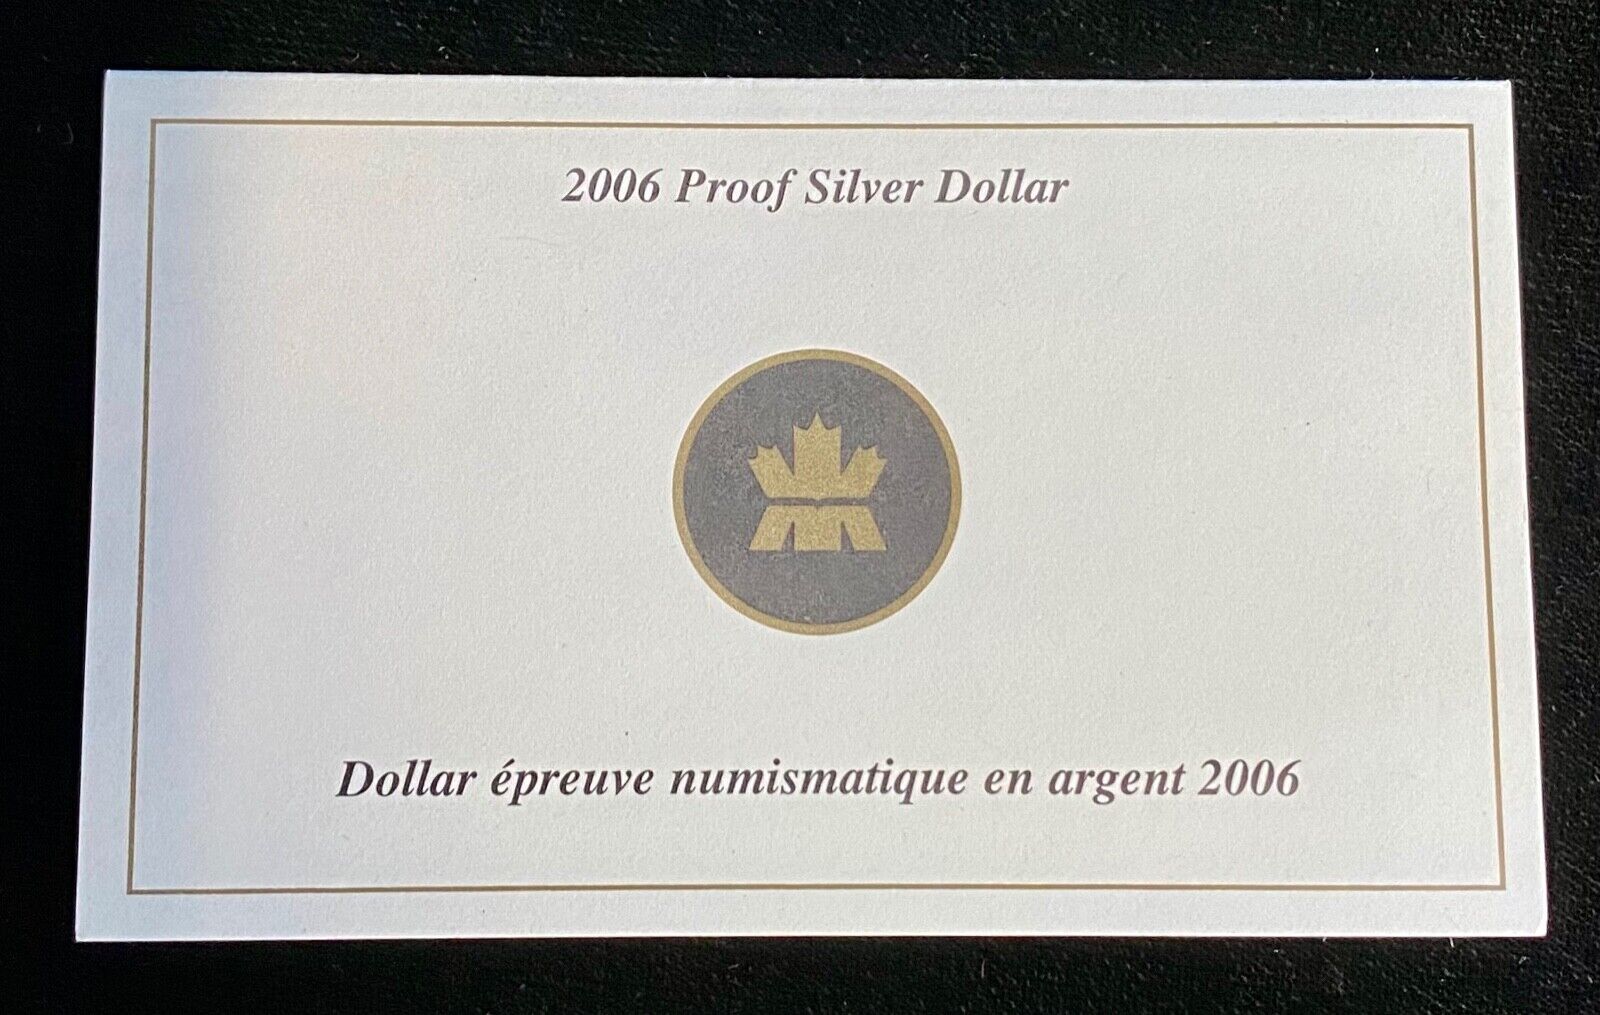 2006 Proof Silver Dollar
Dollar épreuve numismatique en argent 2006